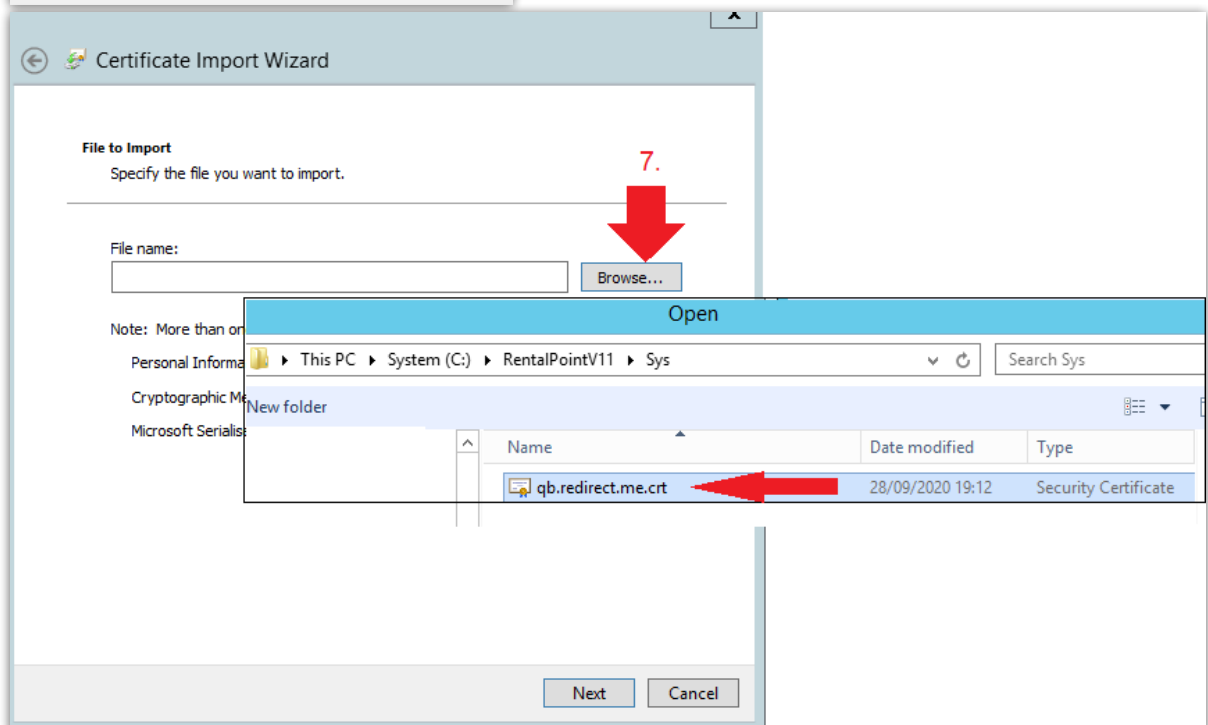 x
Certificate Import Wizard
File to Import
Specify the file you want to import.
7.
File name:
Browse...
Open
Note: More than on
Personal Informa
This PC ▸ System (C:) ▸ RentalPointV11 ▸ Sys
Search Sys
Cryptographic Me
New folder
Microsoft Serialise
Name
Date modified
Type
qb.redirect.me.crt
28/09/2020 19:12
Security Certificate
Next
Cancel